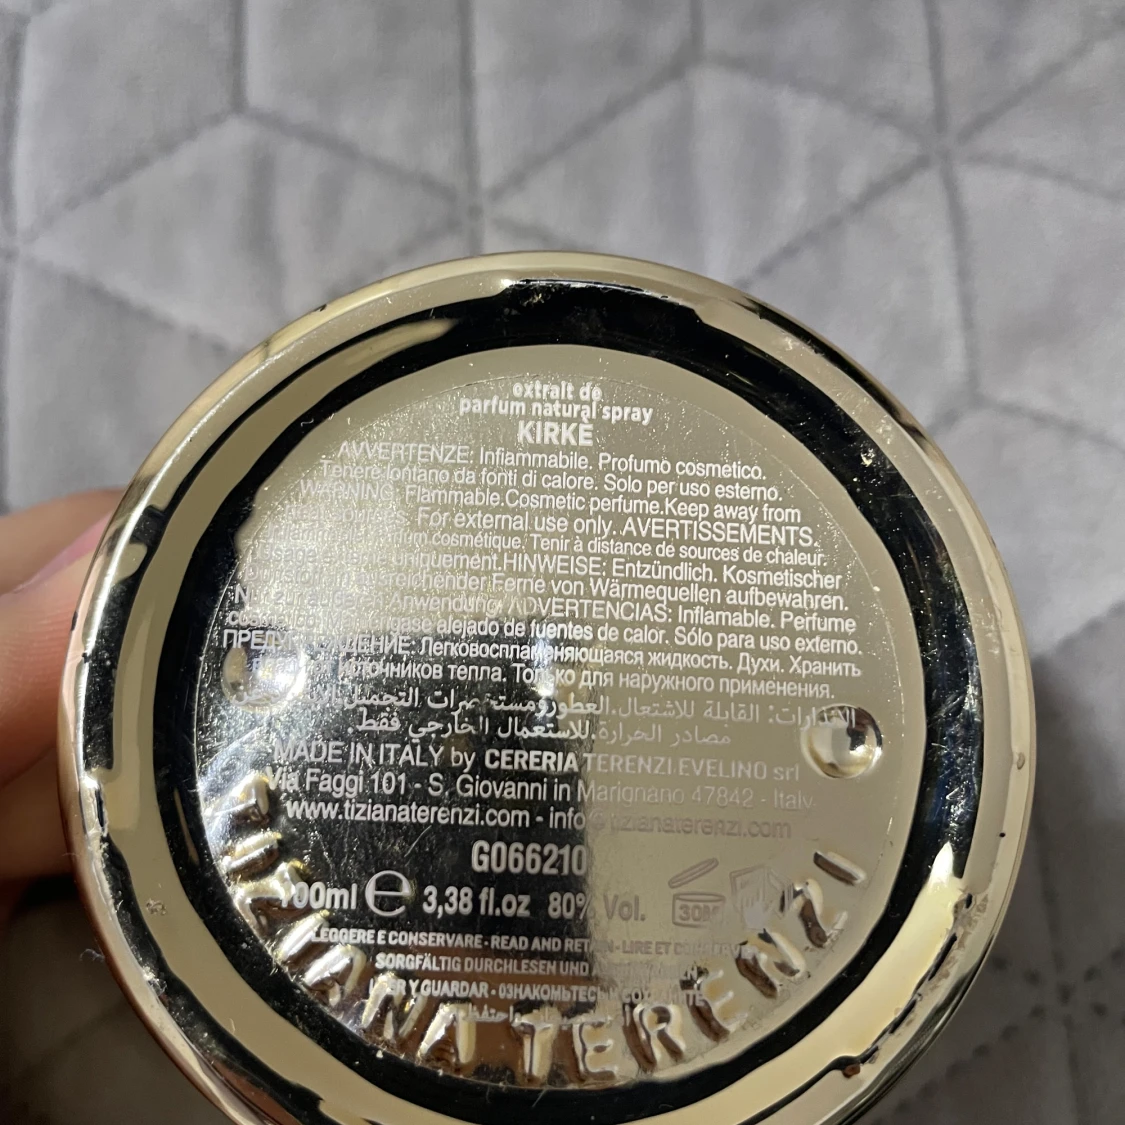 extrait de
parfum natural spray
KIRKÈ
AVVERTENZE: Infiammabile. Profumo cosmetico.
Tenere lontano da fonti di calore. Solo per uso esterno.
WARNING: Flammable.Cosmetic perfume.Keep away from
For external use only. AVERTISSEMENTS.
cosmétique. Tenir à distance de sources de chaleur.
uniquement.HINWEISE: Entzündlich. Kosmetischer
ausreichender Ferne von Wärmequellen aufbewahren.
Anwendung. ADVERTENCIAS: Inflamable. Perfume
alejado de fuentes de calor. Sólo para uso externo.
ПРЕДУПРЕЖДЕНИЕ: Легковоспламеняющаяся жидкость. Духи. Хранить
источников тепла. Только для наружного применения.
القابلة للاشتعال.العطور ومستحضرات التجميل
مصادر الحرارة.للاستعمال الخارجي فقط.
MADE IN ITALY by CERERIA TERENZI EVELINO srl
Via Faggi 101 - S. Giovanni in Marignano 47842 - Italy
www.tizianaterenzi.com - info@tizianaterenzi.com
G066210
100ml e 3,38 fl.oz 80% Vol. 30M
LEGGERE E CONSERVARE - READ AND RETAIN - LIRE ET CONSERVER
SORGFÄLTIG DURCHLESEN UND
Y GUARDAR -
TIZIANA TERENZI